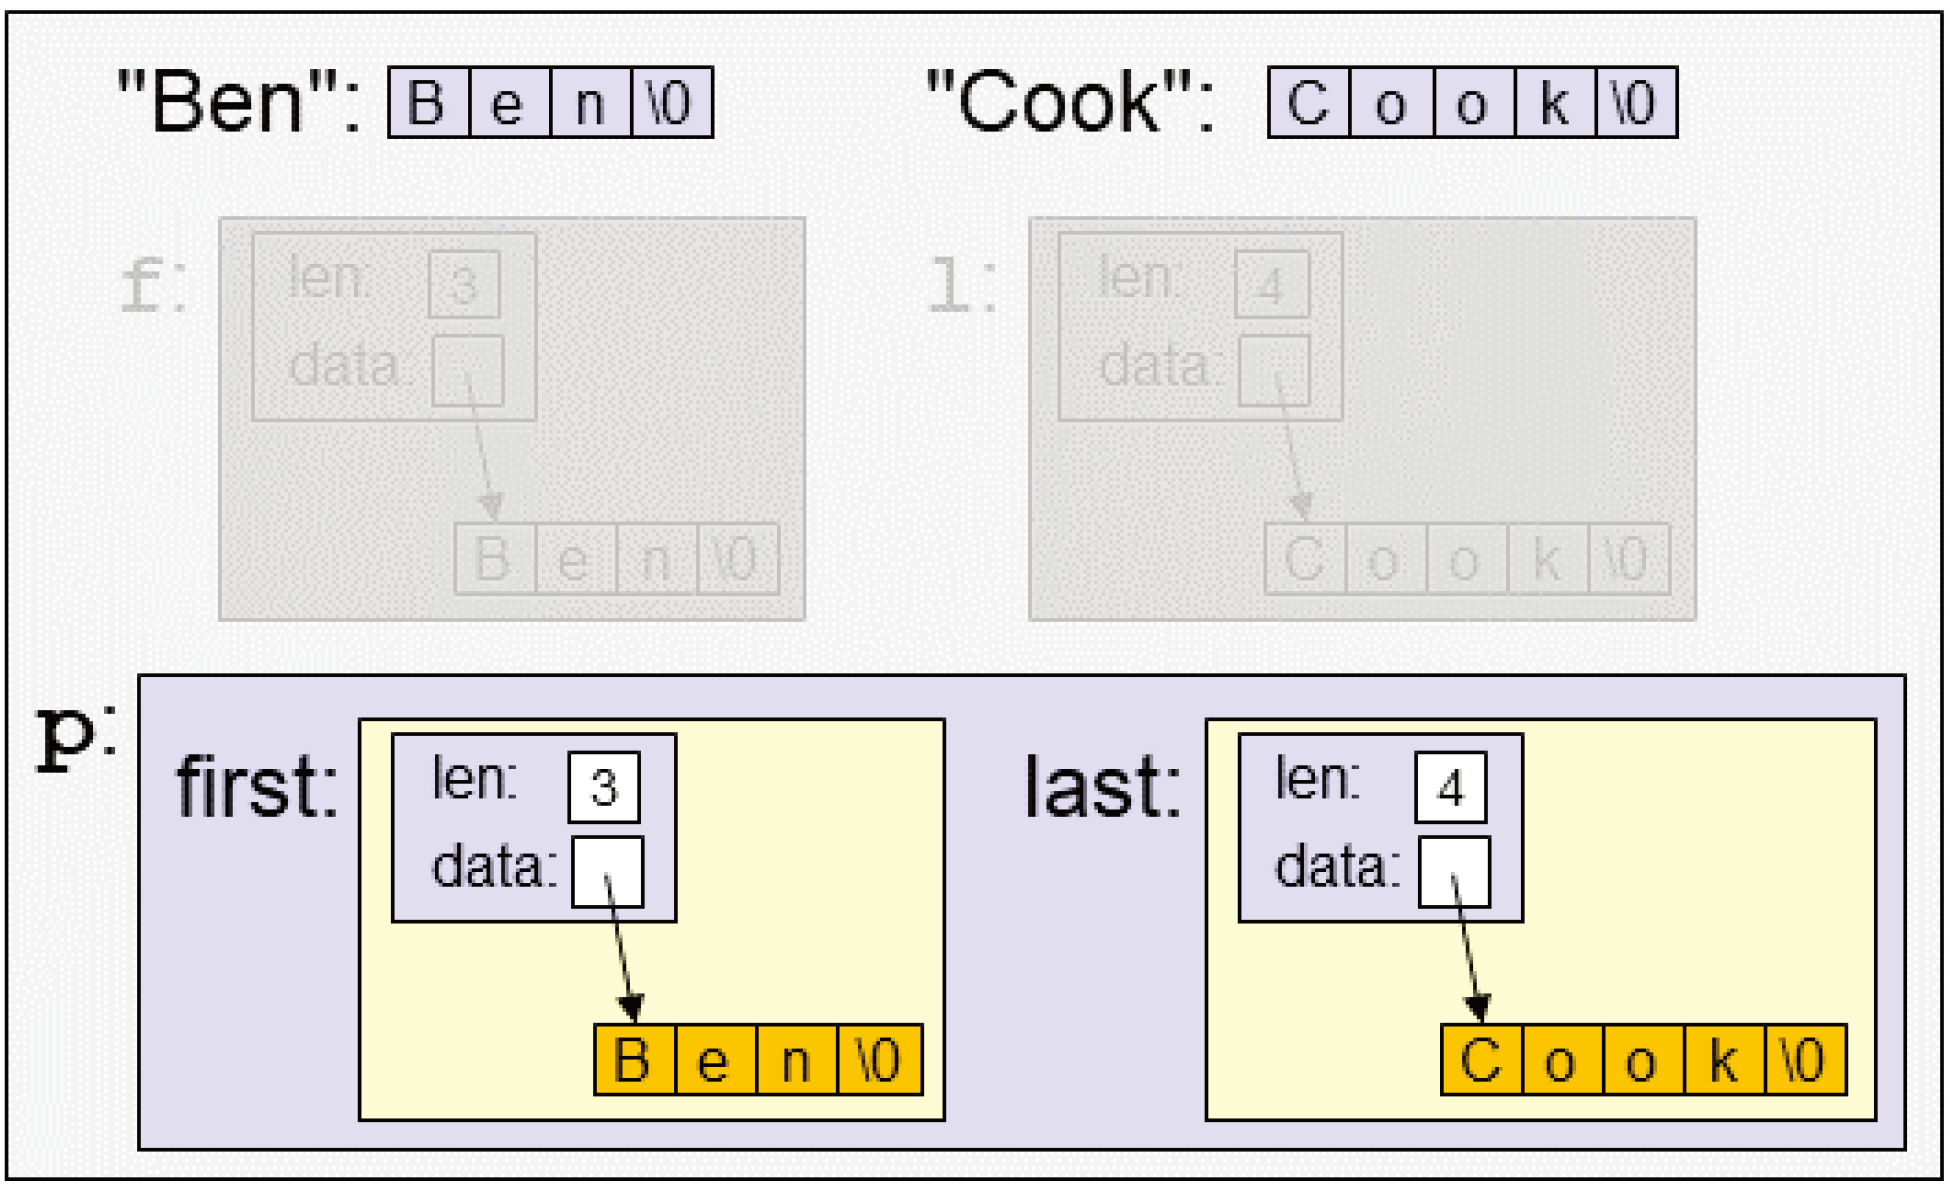 "Ben": B e n \0 "Cook": C o o k \0
f: len: 3 l: len: 4
data: data:
B e n \0 C o o k \0
p:
first: len: 3 last: len: 4
data: data:
B e n \0 C o o k \0